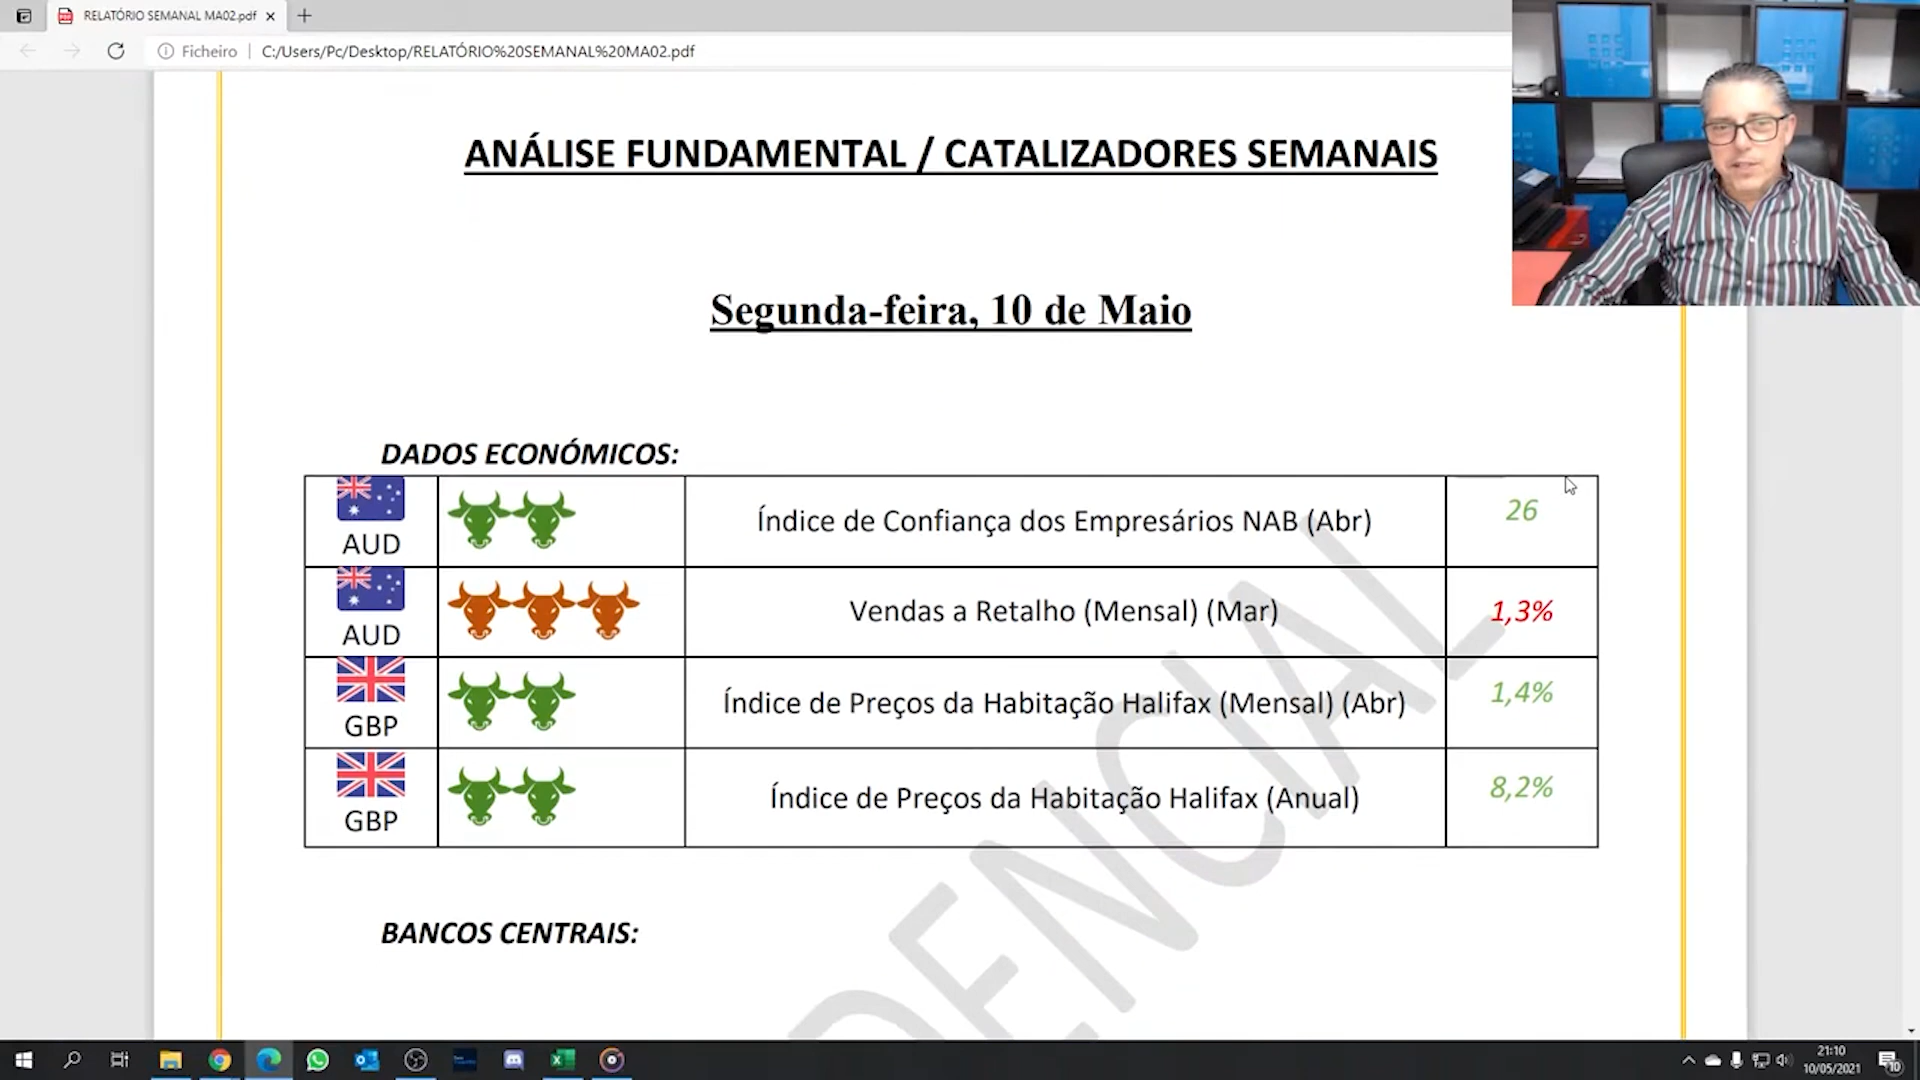 RELATÓRIO SEMANAL MA02.pdf
Ficheiro
C:/Users/Pc/Desktop/RELATÓRIO%20SEMANAL%20MA02.pdf
ANÁLISE FUNDAMENTAL / CATALIZADORES SEMANAIS
Segunda-feira, 10 de Maio
DADOS ECONÓMICOS:
AUD Índice de Confiança dos Empresários NAB (Abr) 26
AUD Vendas a Retalho (Mensal) (Mar) 1,3%
GBP Índice de Preços da Habitação Halifax (Mensal) (Abr) 1,4%
GBP Índice de Preços da Habitação Halifax (Anual) 8,2%
DENCIAL
BANCOS CENTRAIS:
21:10
10/05/2021
10